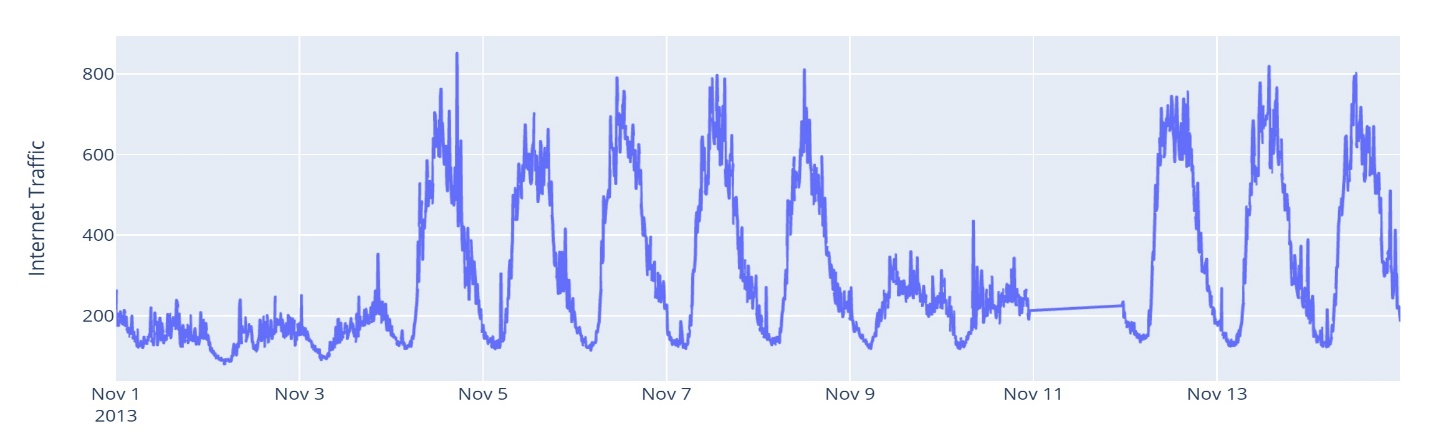 Internet Traffic
800
600
400
200
Nov 1
2013
Nov 3
Nov 5
Nov 7
Nov 9
Nov 11
Nov 13